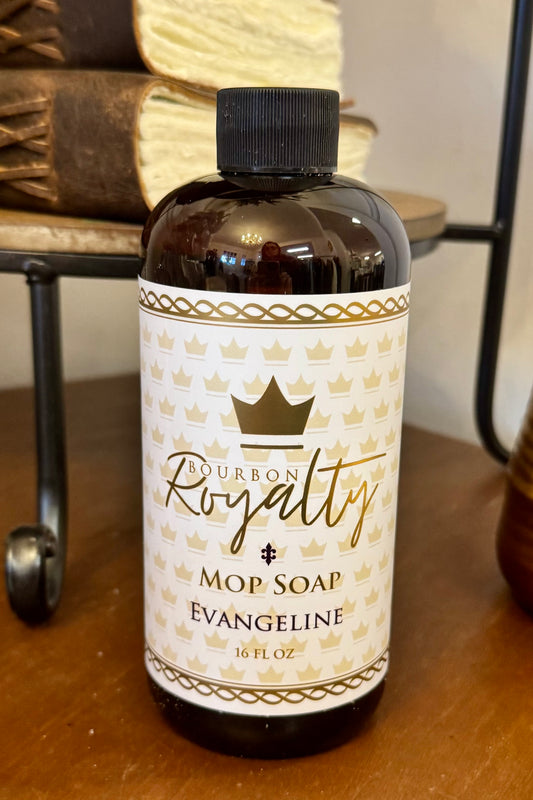 BOURBON
Royalty
MOP SOAP
EVANGELINE
16 FL OZ